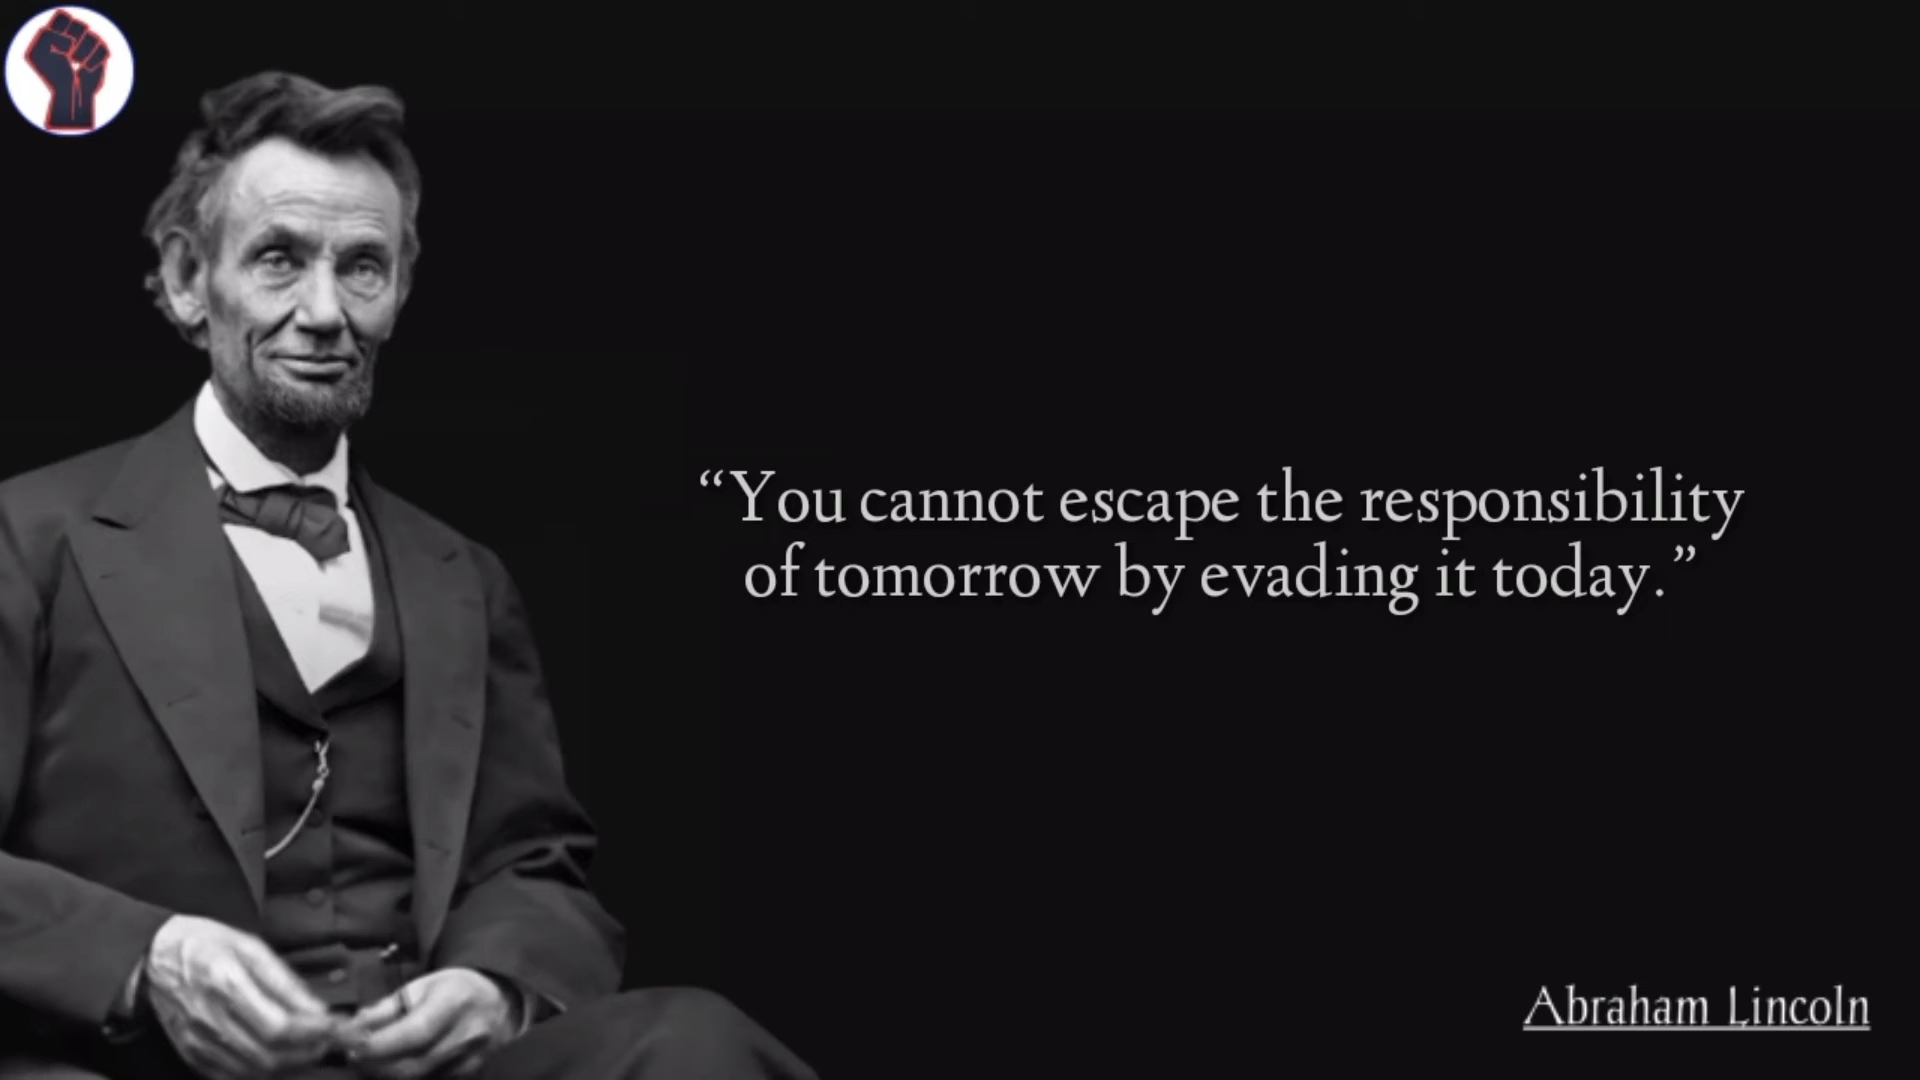 “You cannot escape the responsibility
of tomorrow by evading it today.”
Abraham Lincoln